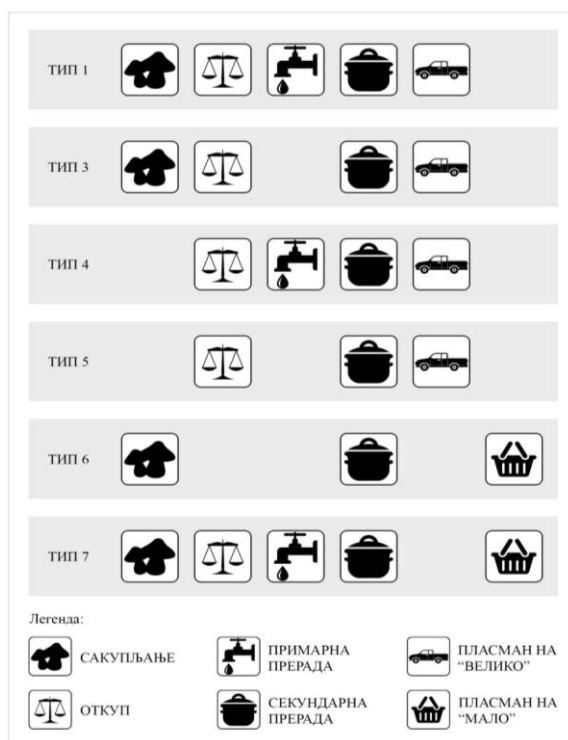 ТИП 1
ТИП 3
ТИП 4
ТИП 5
ТИП 6
ТИП 7
Легенда:
САКУПЉАЊЕ
ПРИМАРНА
ПРЕРАДА
ПЛАСМАН НА
“ВЕЛИКО”
ОТКУП
СЕКУНДАРНА
ПРЕРАДА
ПЛАСМАН НА
“МАЛО”